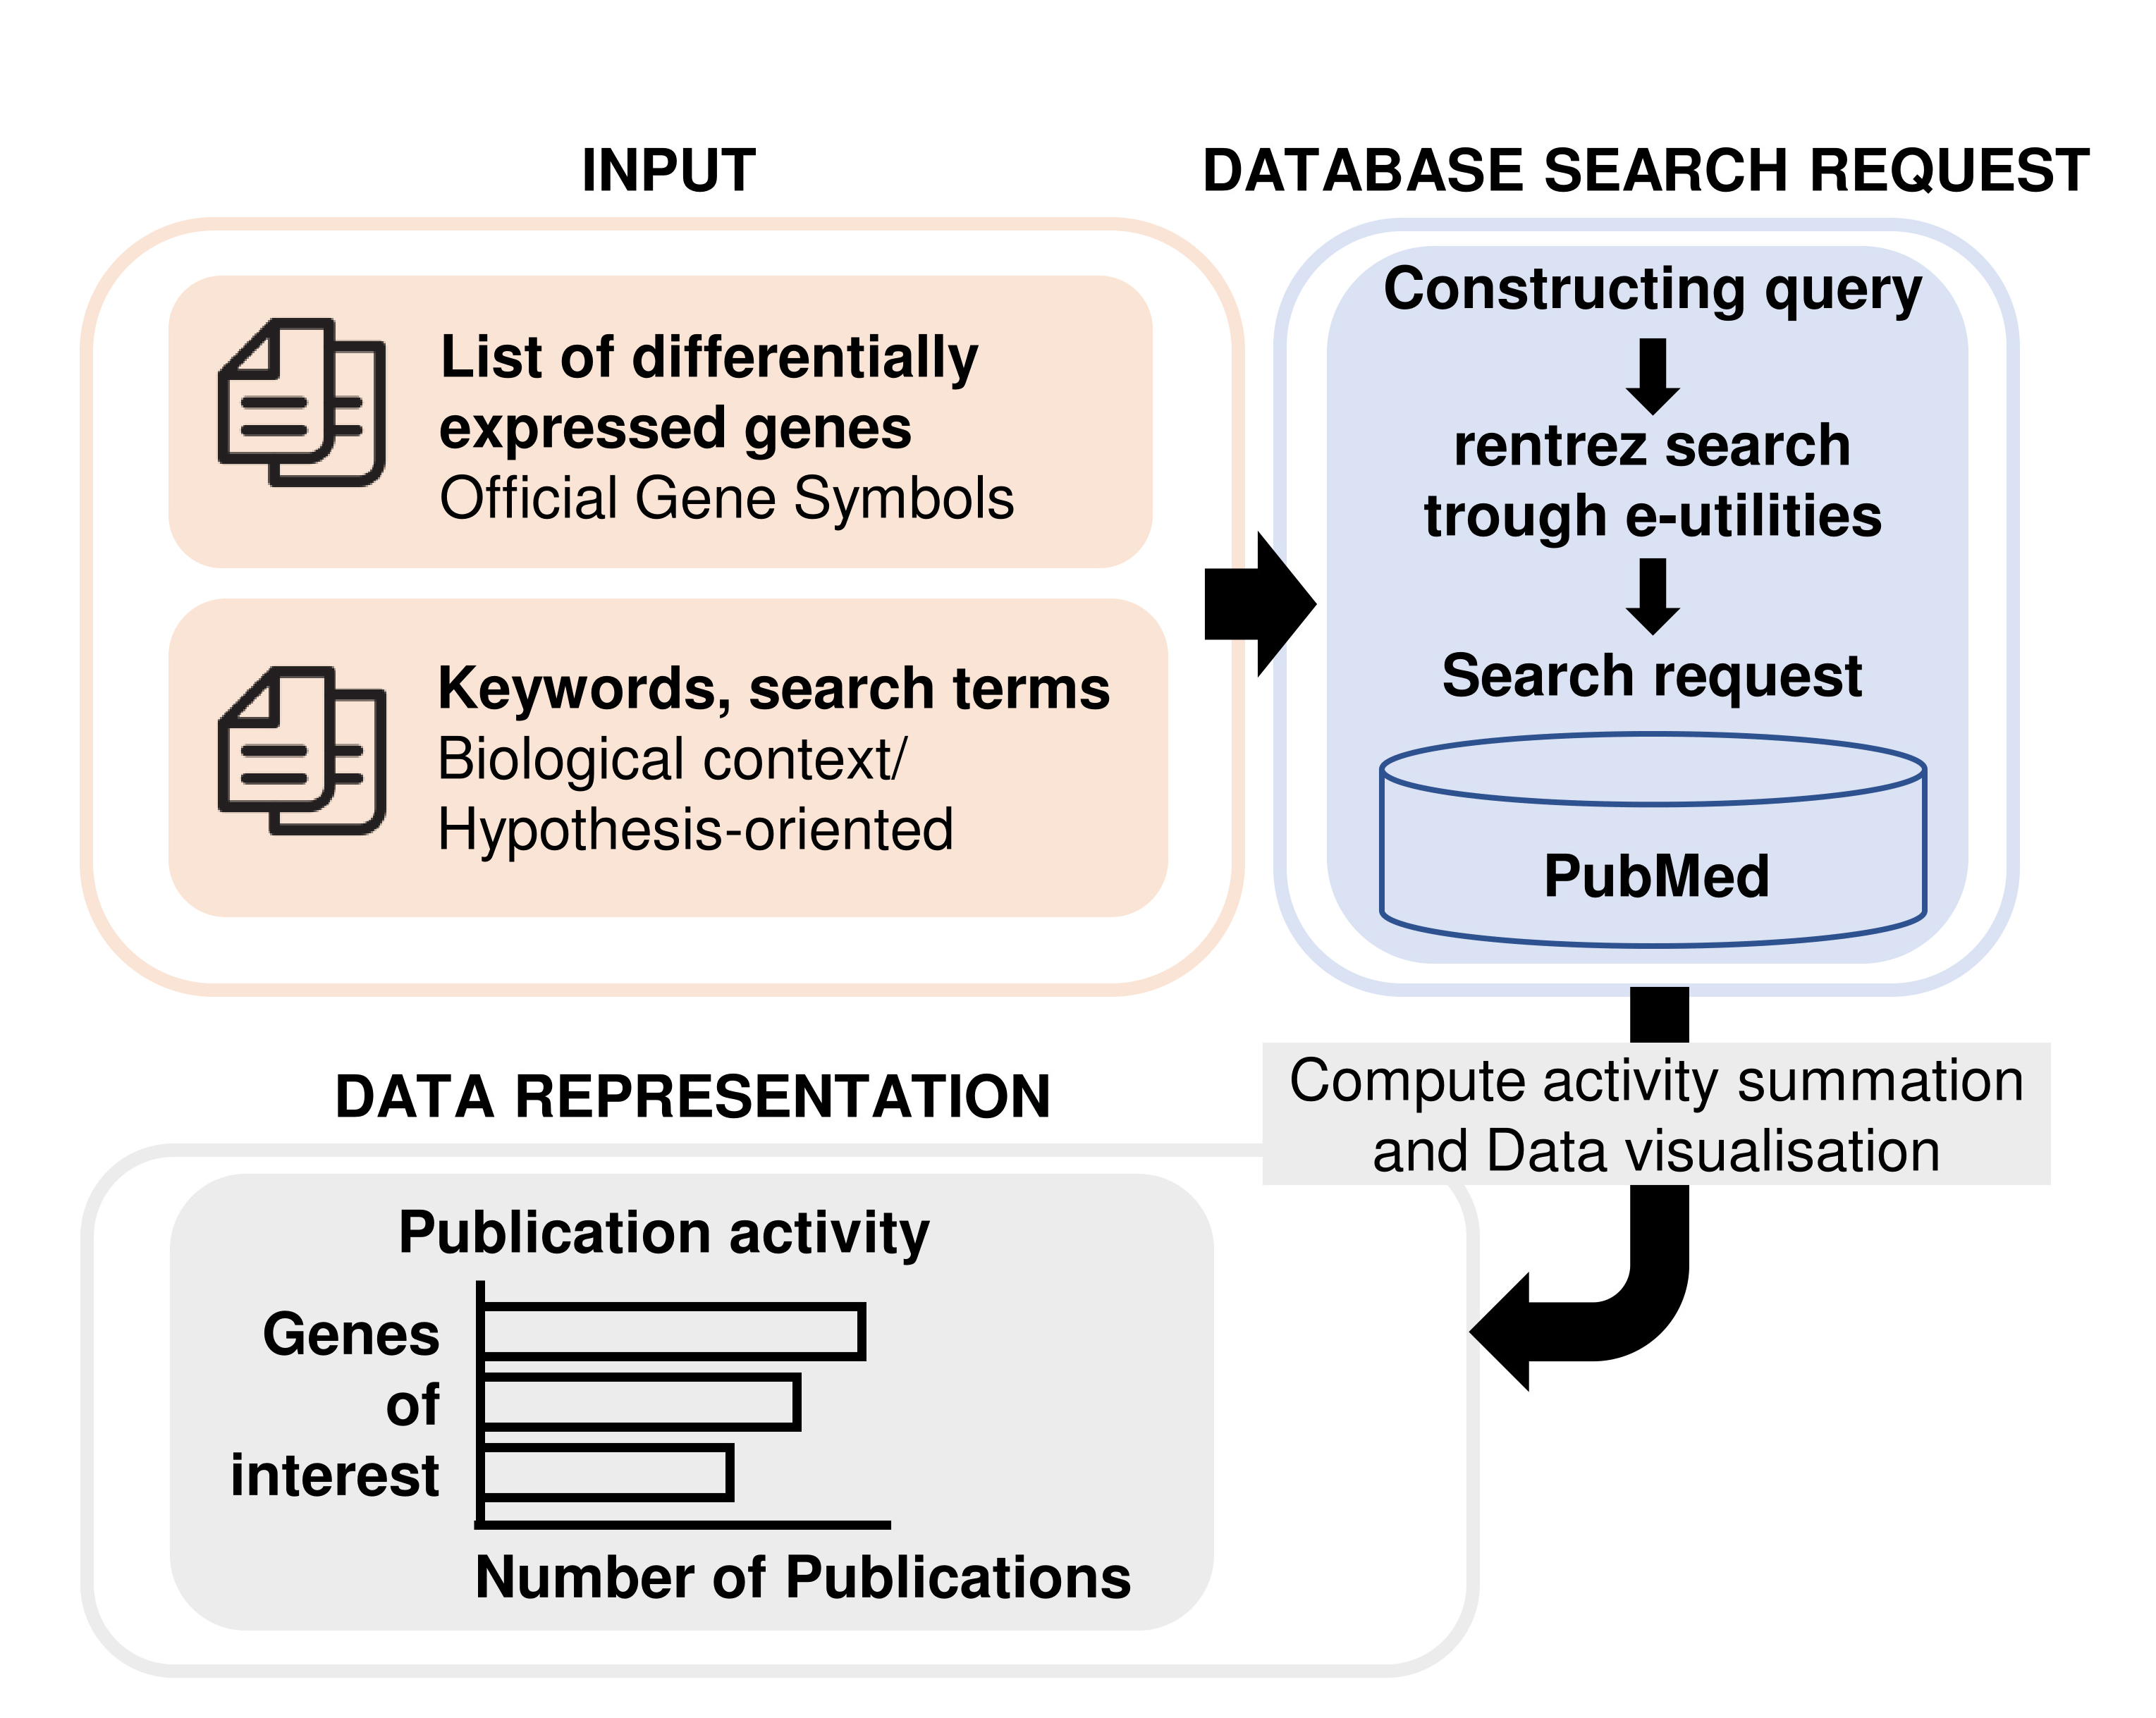 INPUT
List of differentially
expressed genes
Official Gene Symbols
Keywords, search terms
Biological context/
Hypothesis-oriented
DATABASE SEARCH REQUEST
Constructing query
rentrez search
trough e-utilities
Search request
PubMed
Compute activity summation
and Data visualisation
DATA REPRESENTATION
Publication activity
Genes
of
interest
Number of Publications